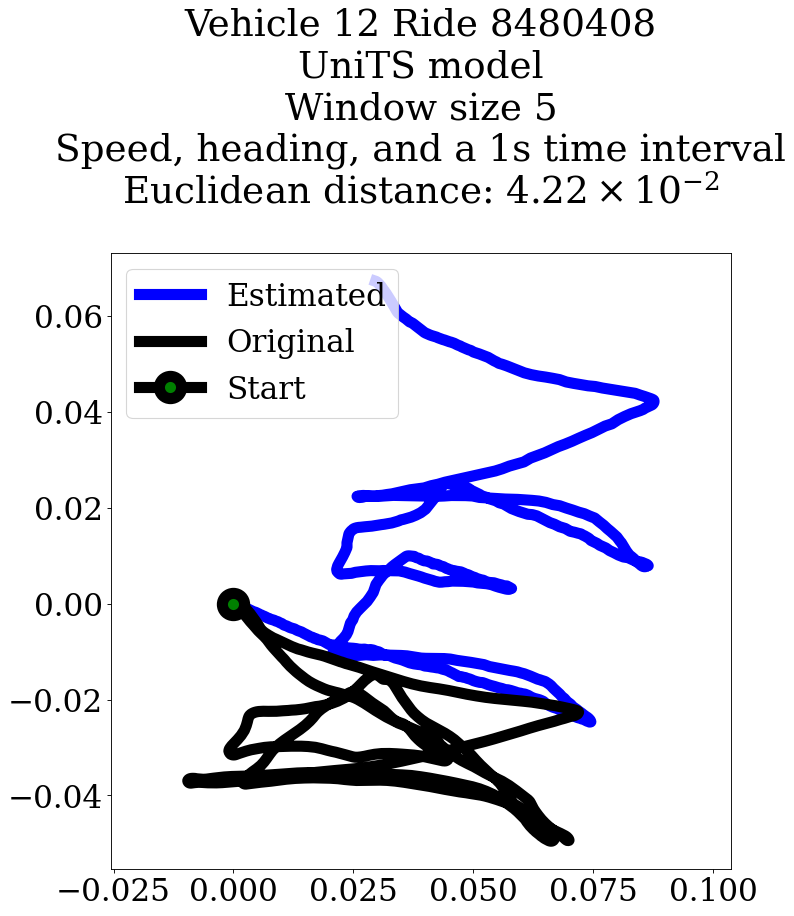 Vehicle 12 Ride 8480408
UniTS model
Window size 5
Speed, heading, and a 1s time interval
Euclidean distance: 4.22 × 10⁻²
Estimated
Original
Start
0.06
0.04
0.02
0.00
−0.02
−0.04
−0.025 0.000 0.025 0.050 0.075 0.100